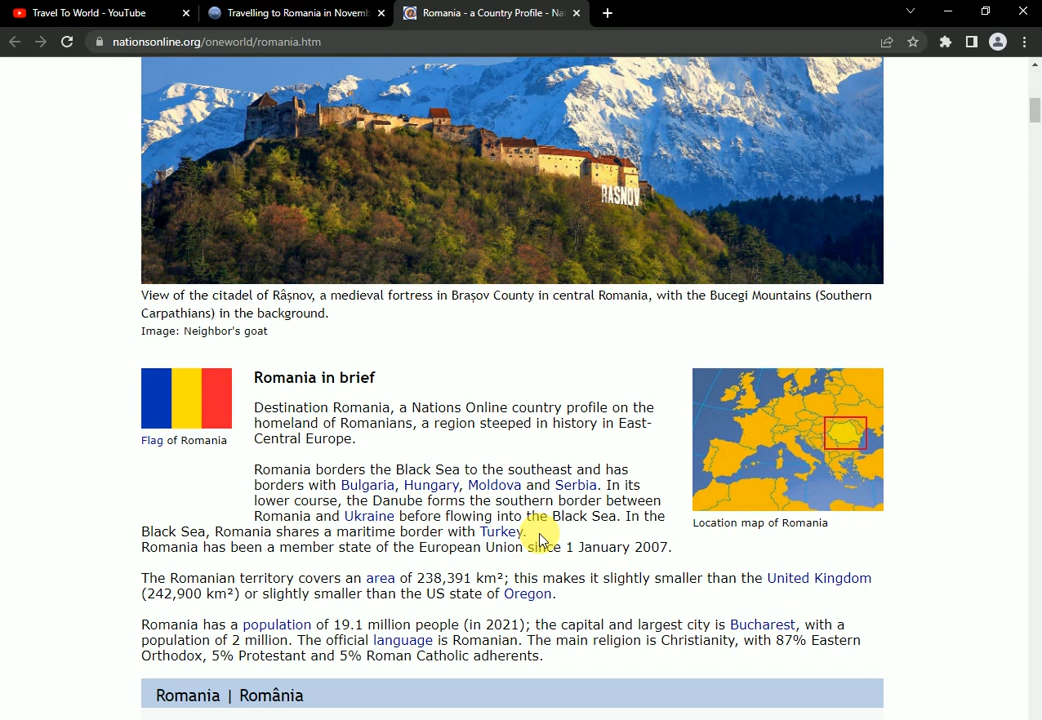 Travel To World - YouTube
Travelling to Romania in Novemb
Romania - a Country Profile - Nat
nationsonline.org/oneworld/romania.htm
RASNOV
View of the citadel of Râșnov, a medieval fortress in Brașov County in central Romania, with the Bucegi Mountains (Southern
Carpathians) in the background.
Image: Neighbor's goat
Romania in brief
Destination Romania, a Nations Online country profile on the
homeland of Romanians, a region steeped in history in East-
Central Europe.
Flag of Romania
Romania borders the Black Sea to the southeast and has
borders with Bulgaria, Hungary, Moldova and Serbia. In its
lower course, the Danube forms the southern border between
Romania and Ukraine before flowing into the Black Sea. In the
Black Sea, Romania shares a maritime border with Turkey.
Romania has been a member state of the European Union since 1 January 2007.
Location map of Romania
The Romanian territory covers an area of 238,391 km²; this makes it slightly smaller than the United Kingdom
(242,900 km²) or slightly smaller than the US state of Oregon.
Romania has a population of 19.1 million people (in 2021); the capital and largest city is Bucharest, with a
population of 2 million. The official language is Romanian. The main religion is Christianity, with 87% Eastern
Orthodox, 5% Protestant and 5% Roman Catholic adherents.
Romania | România